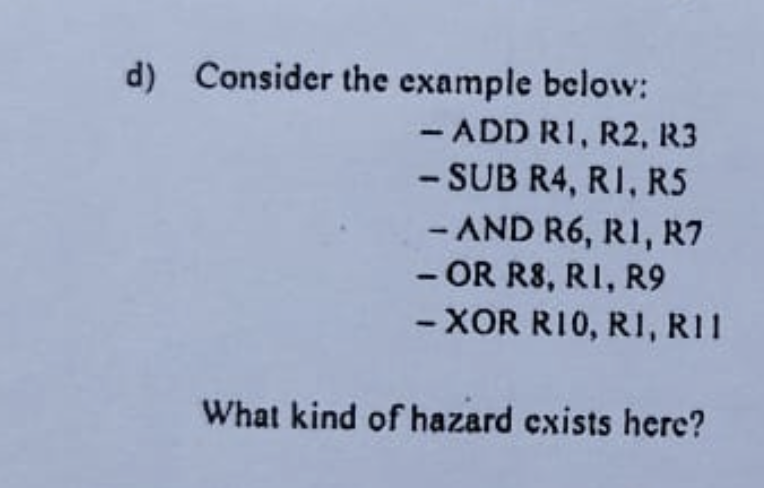 d) Consider the example below:
– ADD R1, R2, R3
– SUB R4, R1, R5
– AND R6, R1, R7
– OR R8, R1, R9
– XOR R10, R1, R11
What kind of hazard exists here?